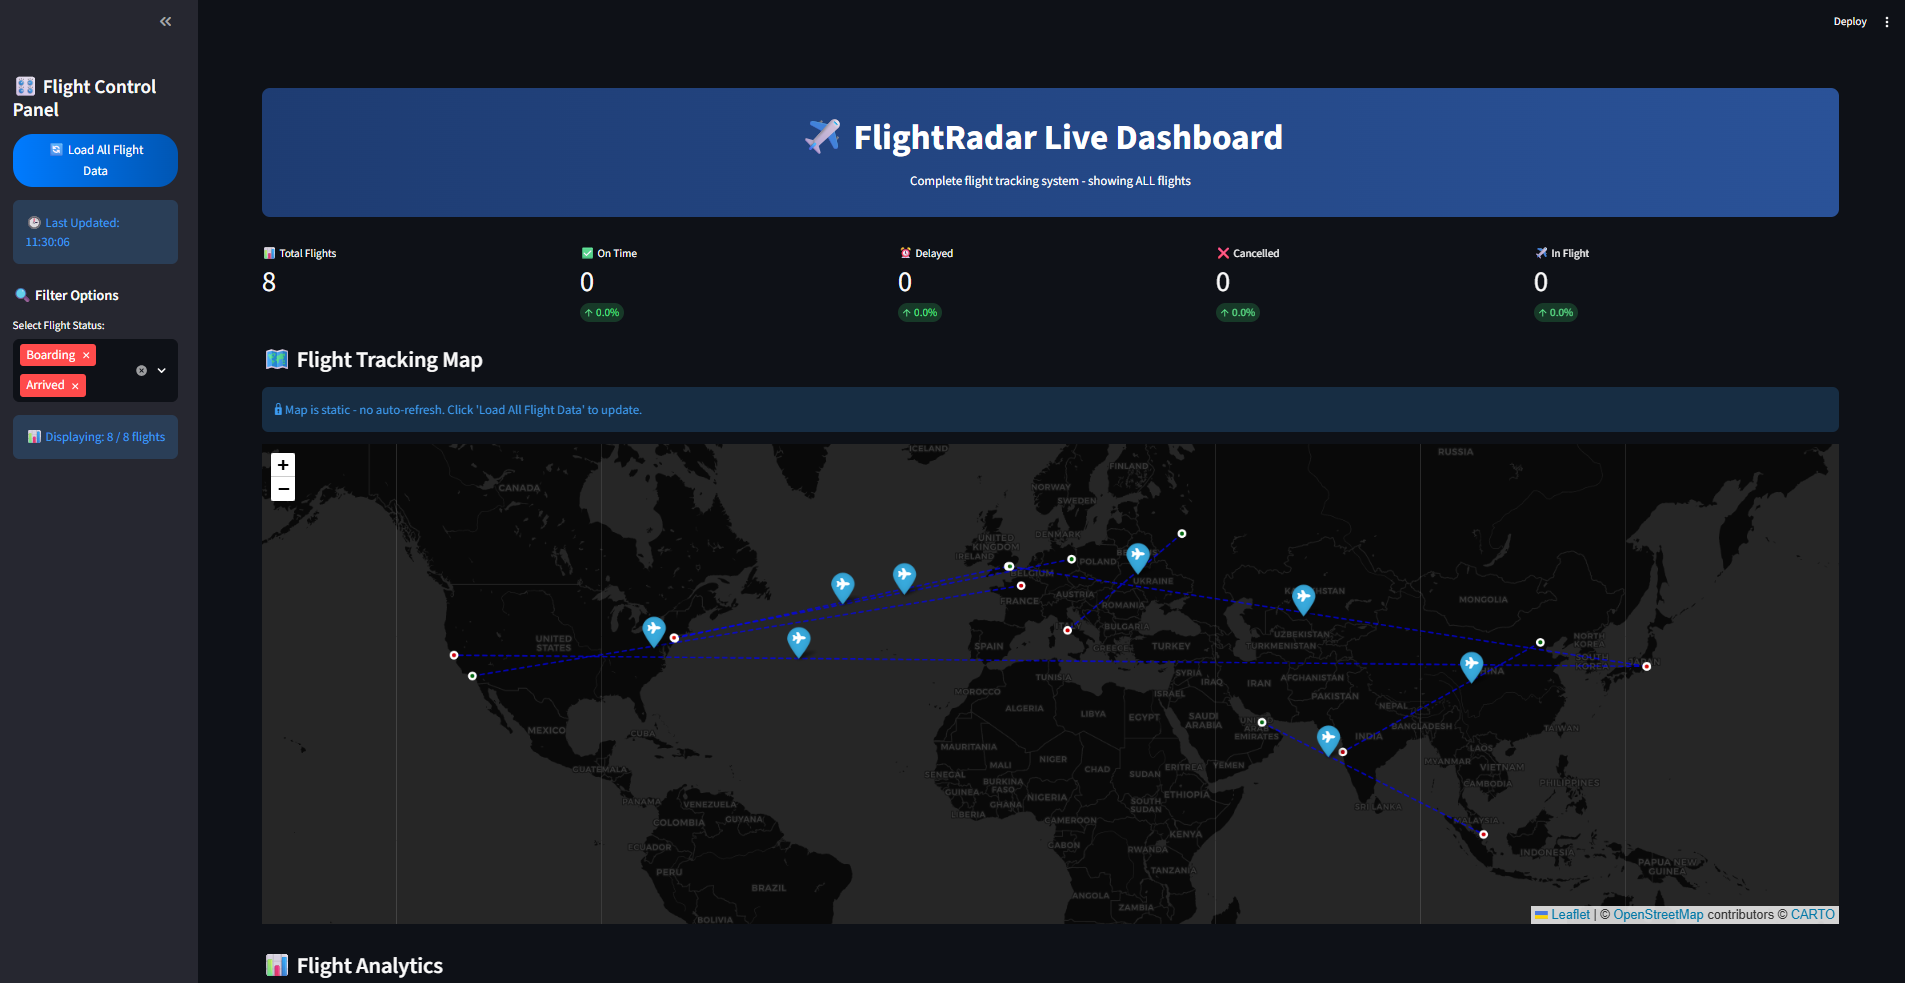 Deploy
Flight Control
Panel
Load All Flight
Data
Last Updated:
11:30:06
Filter Options
Select Flight Status:
Boarding ×
Arrived ×
Displaying: 8 / 8 flights
FlightRadar Live Dashboard
Complete flight tracking system - showing ALL flights
Total Flights
8
On Time
0
↑ 0.0%
Delayed
0
↑ 0.0%
Cancelled
0
↑ 0.0%
In Flight
0
↑ 0.0%
Flight Tracking Map
Map is static - no auto-refresh. Click 'Load All Flight Data' to update.
+
−
ICELAND
RUSSIA
FINLAND
CANADA
NORWAY
SWEDEN
UNITED
KINGDOM
DENMARK
IRELAND
POLAND
BELGIUM
UKRAINE
MONGOLIA
AUSTRIA
FRANCE
ROMANIA
BULGARIA
UZBEKISTAN
TURKMENISTAN
NORTH
KOREA
SOUTH
KOREA
UNITED
STATES
SPAIN
TURKEY
TUNISIA
SYRIA
IRAQ
IRAN
AFGHANISTAN
MOROCCO
ISRAEL
PAKISTAN
ALGERIA
LIBYA
EGYPT
SAUDI
ARABIA
NEPAL
BANGLADESH
TAIWAN
MEXICO
CUBA
ARAB
EMIRATES
INDIA
MAURITANIA
LAOS
MALI
NIGER
CHAD
SUDAN
ERITREA
YEMEN
MYANMAR
VIETNAM
GUATEMALA
SENEGAL
BURKINA
FASO
CAMBODIA
PHILIPPINES
GUINEA
NIGERIA
GHANA
SOUTH
SUDAN
ETHIOPIA
PANAMA
VENEZUELA
SRI LANKA
LIBERIA
CAMEROON
COLOMBIA
GUYANA
MALAYSIA
KENYA
ECUADOR
GABON
RWANDA
INDONESIA
PERU
TANZANIA
PAPUA NEW
GUINEA
BRAZIL
ANGOLA
ZAMBIA
BOLIVIA
Leaflet | © OpenStreetMap contributors © CARTO
Flight Analytics